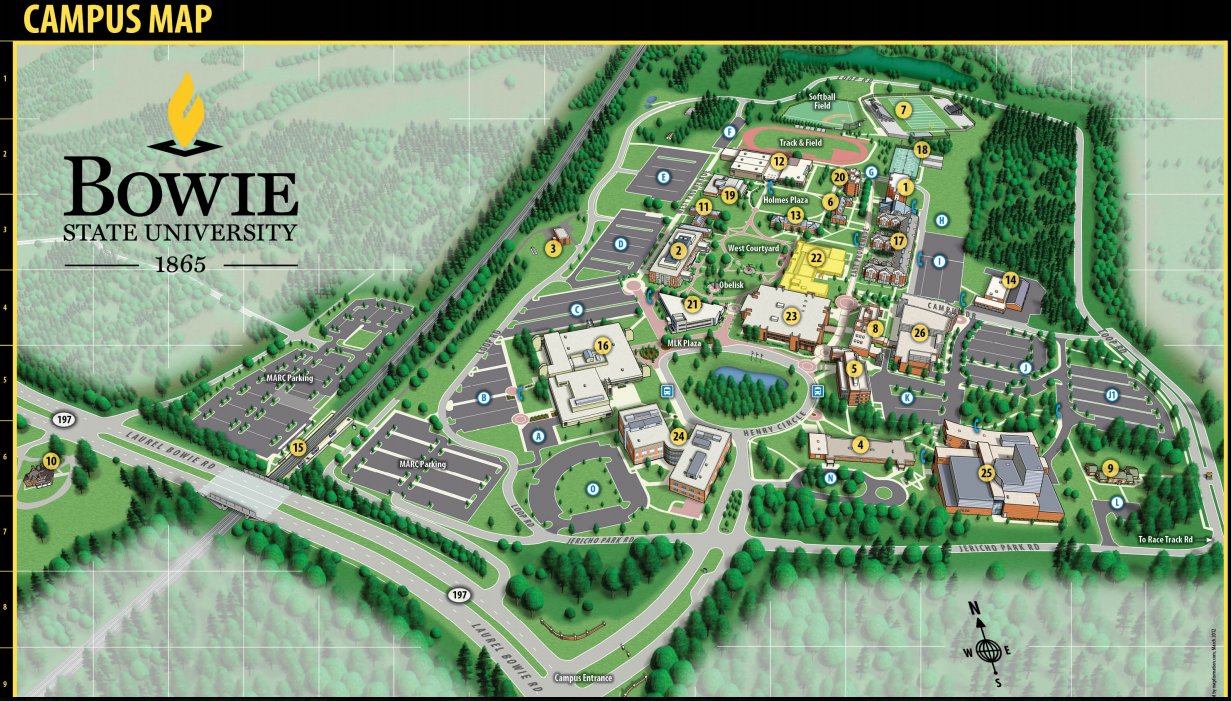 CAMPUS MAP
BOWIE
STATE UNIVERSITY
1865
1
2
3
4
5
6
7
8
9
LOOP RD
Softball
Field
7
F
Track & Field
18
12
E
20
G
1
19
Holmes Plaza
6
11
13
H
3
D
2
West Courtyard
17
22
I
14
Obelisk
C
21
23
CAMPUS DR
8
26
16
MLK Plaza
LOOP RD
MARC Parking
5
J
J1
B
K
197
HENRY CIRCLE
LAUREL BOWIE RD
15
A
24
4
10
MARC Parking
25
9
O
N
L
LOOP RD
JERICHO PARK RD
JERICHO PARK RD
To Race Track Rd
197
LAUREL BOWIE RD
Campus Entrance
N
W
E
S